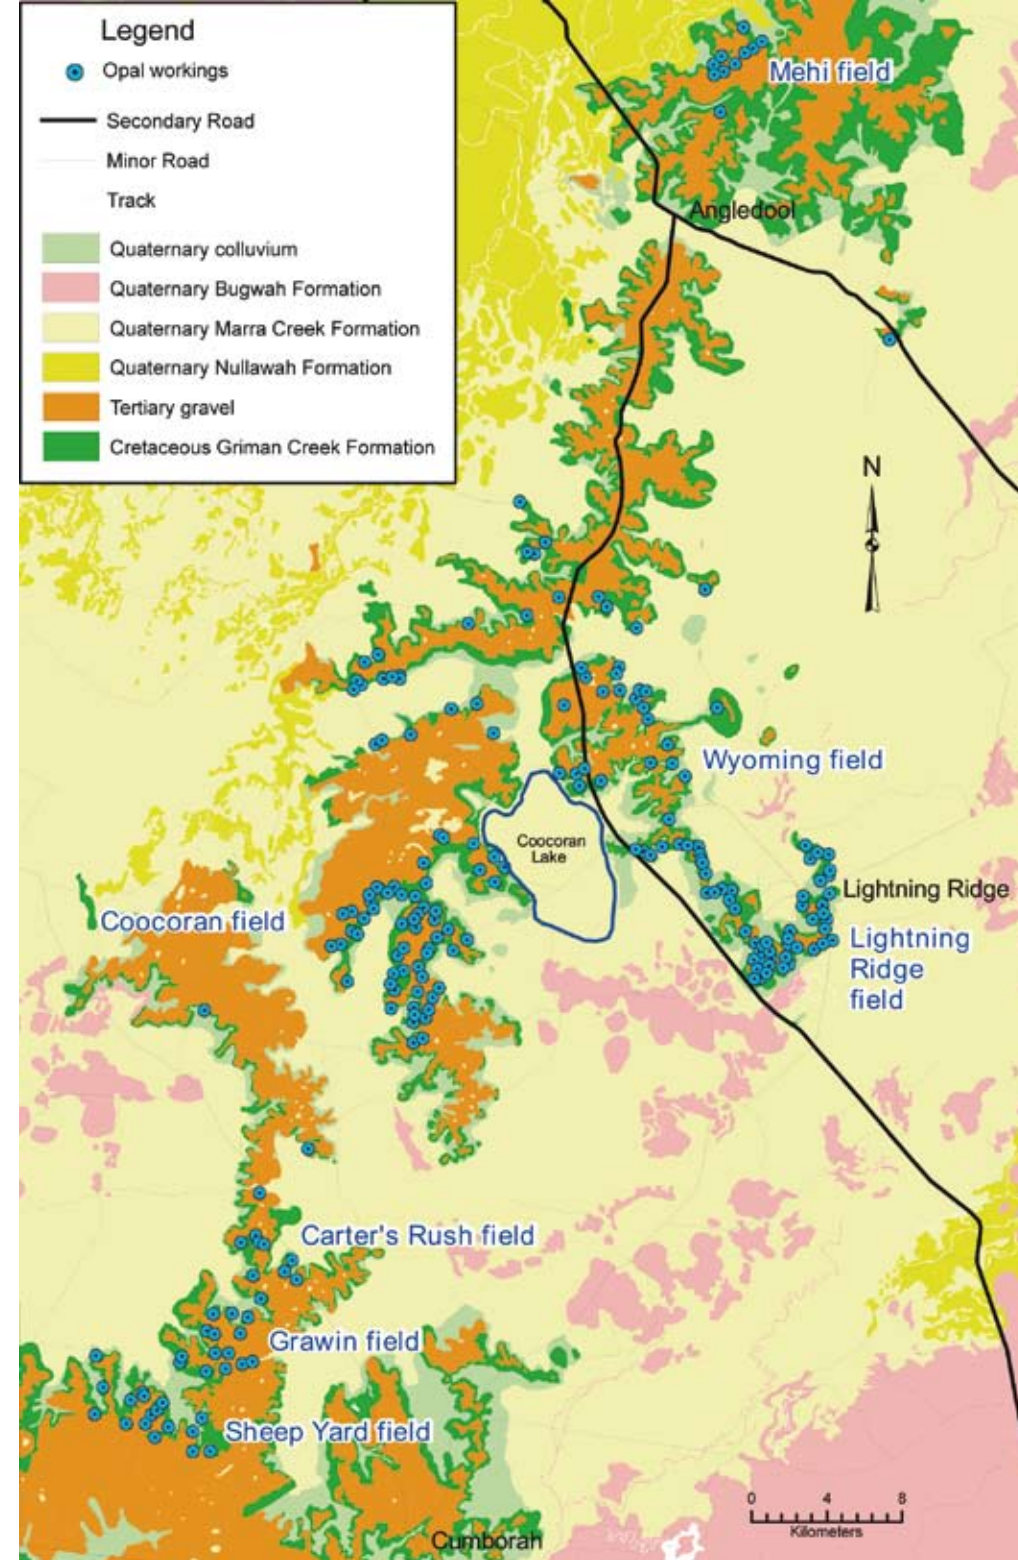 Legend
Opal workings
Secondary Road
Minor Road
Track
Quaternary colluvium
Quaternary Bugwah Formation
Quaternary Marra Creek Formation
Quaternary Nullawah Formation
Tertiary gravel
Cretaceous Griman Creek Formation
Mehi field
Angledool
N
Wyoming field
Coocoran
Lake
Lightning Ridge
Coocoran field
Lightning
Ridge
field
Carter's Rush field
Grawin field
Sheep Yard field
Cumborah
0 4 8
Kilometers